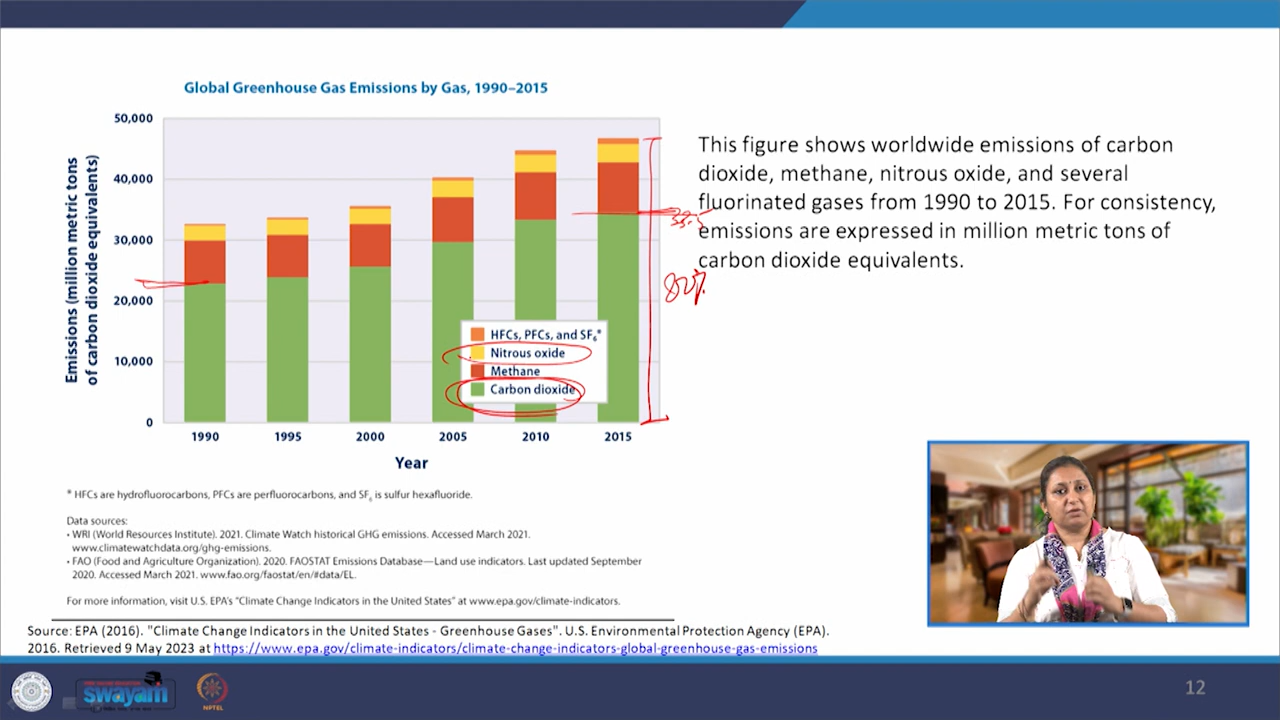 Global Greenhouse Gas Emissions by Gas, 1990–2015
Emissions (million metric tons
of carbon dioxide equivalents)
50,000
40,000
30,000
20,000
10,000
0
HFCs, PFCs, and SF6*
Nitrous oxide
Methane
Carbon dioxide
1990 1995 2000 2005 2010 2015
Year
80%
This figure shows worldwide emissions of carbon
dioxide, methane, nitrous oxide, and several
fluorinated gases from 1990 to 2015. For consistency,
emissions are expressed in million metric tons of
carbon dioxide equivalents.
* HFCs are hydrofluorocarbons, PFCs are perfluorocarbons, and SF6 is sulfur hexafluoride.
Data sources:
• WRI (World Resources Institute). 2021. Climate Watch historical GHG emissions. Accessed March 2021.
www.climatewatchdata.org/ghg-emissions.
• FAO (Food and Agriculture Organization). 2020. FAOSTAT Emissions Database—Land use indicators. Last updated September
2020. Accessed March 2021. www.fao.org/faostat/en/#data/EL.
For more information, visit U.S. EPA's "Climate Change Indicators in the United States" at www.epa.gov/climate-indicators.
Source: EPA (2016). "Climate Change Indicators in the United States - Greenhouse Gases". U.S. Environmental Protection Agency (EPA).
2016. Retrieved 9 May 2023 at https://www.epa.gov/climate-indicators/climate-change-indicators-global-greenhouse-gas-emissions
swayam
NPTEL
12